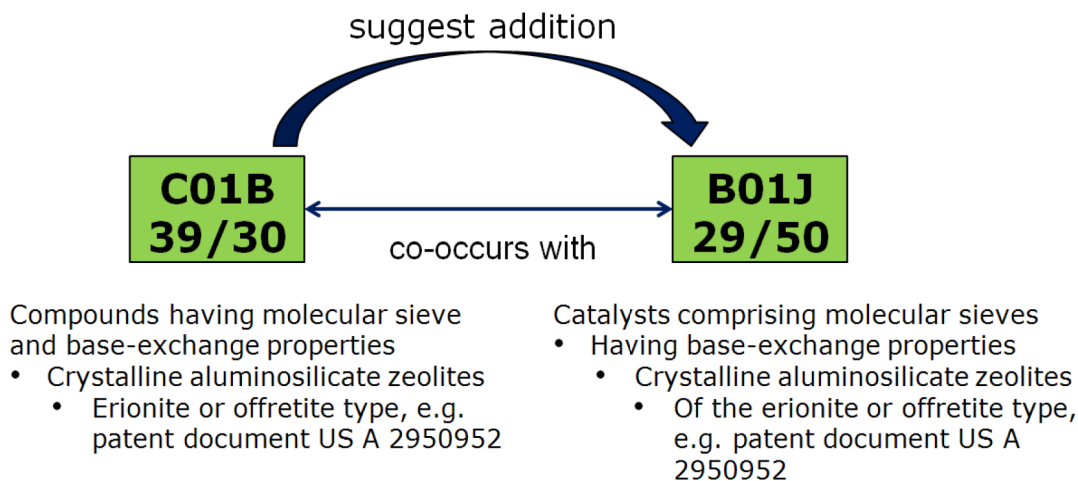 suggest addition
C01B
39/30
B01J
29/50
co-occurs with
Compounds having molecular sieve
and base-exchange properties
• Crystalline aluminosilicate zeolites
• Erionite or offretite type, e.g.
patent document US A 2950952
Catalysts comprising molecular sieves
• Having base-exchange properties
• Crystalline aluminosilicate zeolites
• Of the erionite or offretite type,
e.g. patent document US A
2950952